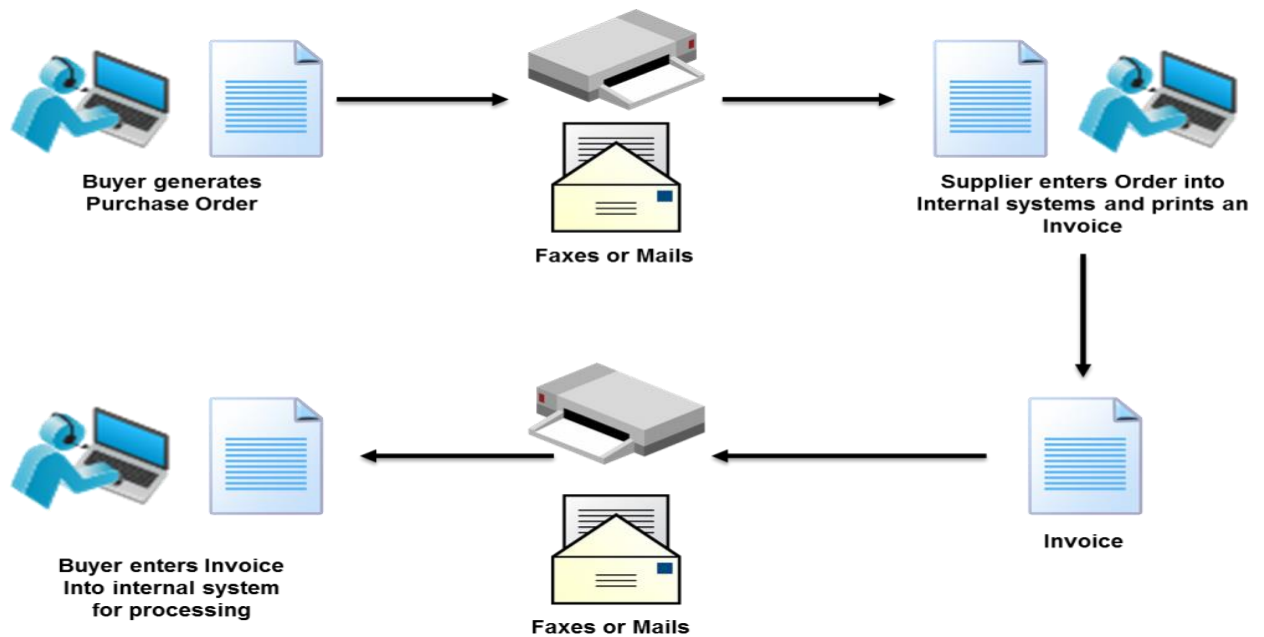 Buyer generates
Purchase Order
Faxes or Mails
Supplier enters Order into
Internal systems and prints an
Invoice
Buyer enters Invoice
Into internal system
for processing
Faxes or Mails
Invoice